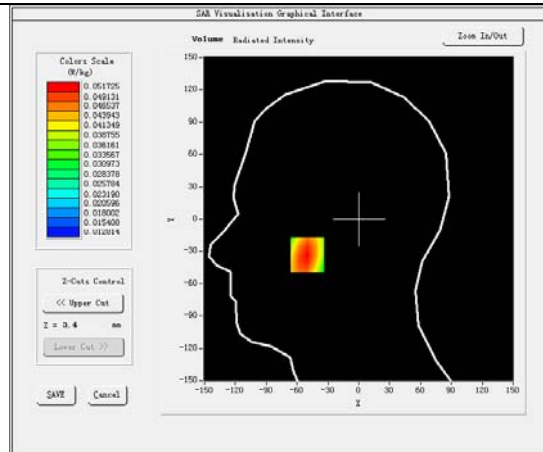 SAR Visualisation Graphical Interface
Volume Radiated Intensity
Zoom In/Out
Colors Scale
(W/kg)
0.051725
0.049131
0.046537
0.043943
0.041349
0.038755
0.036161
0.033567
0.030973
0.028378
0.025784
0.023190
0.020596
0.018002
0.015408
0.012814
150
120
90
60
30
0
-30
-60
-90
-120
-150
Y
-150 -120 -90 -60 -30 0 30 60 90 120 150
X
Z-Cuts Control
<< Upper Cut
Z = 3.4 mm
Lower Cut >>
SAVE Cancel